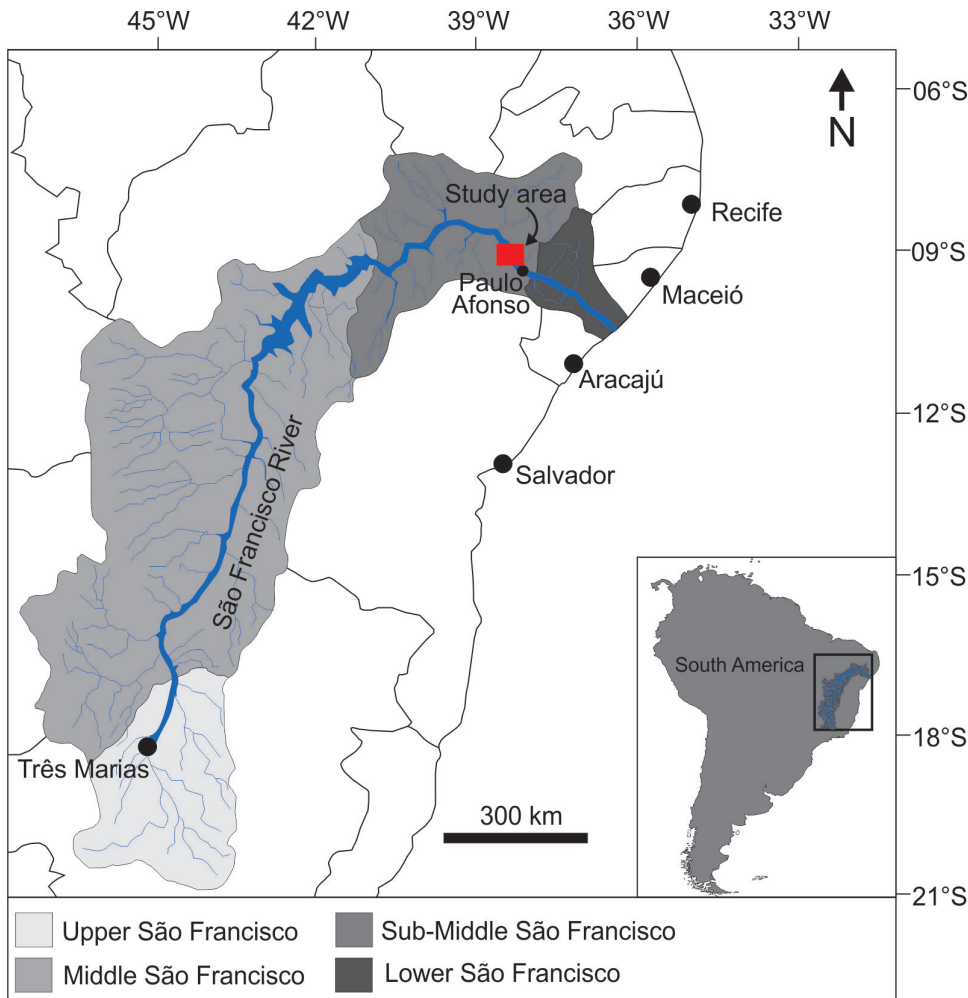 45°W
42°W
39°W
36°W
33°W
06°S
N
Study area
Recife
09°S
Paulo
Afonso
Maceió
Aracajú
12°S
Salvador
São Francisco River
15°S
South America
18°S
Três Marias
300 km
21°S
Upper São Francisco
Sub-Middle São Francisco
Middle São Francisco
Lower São Francisco